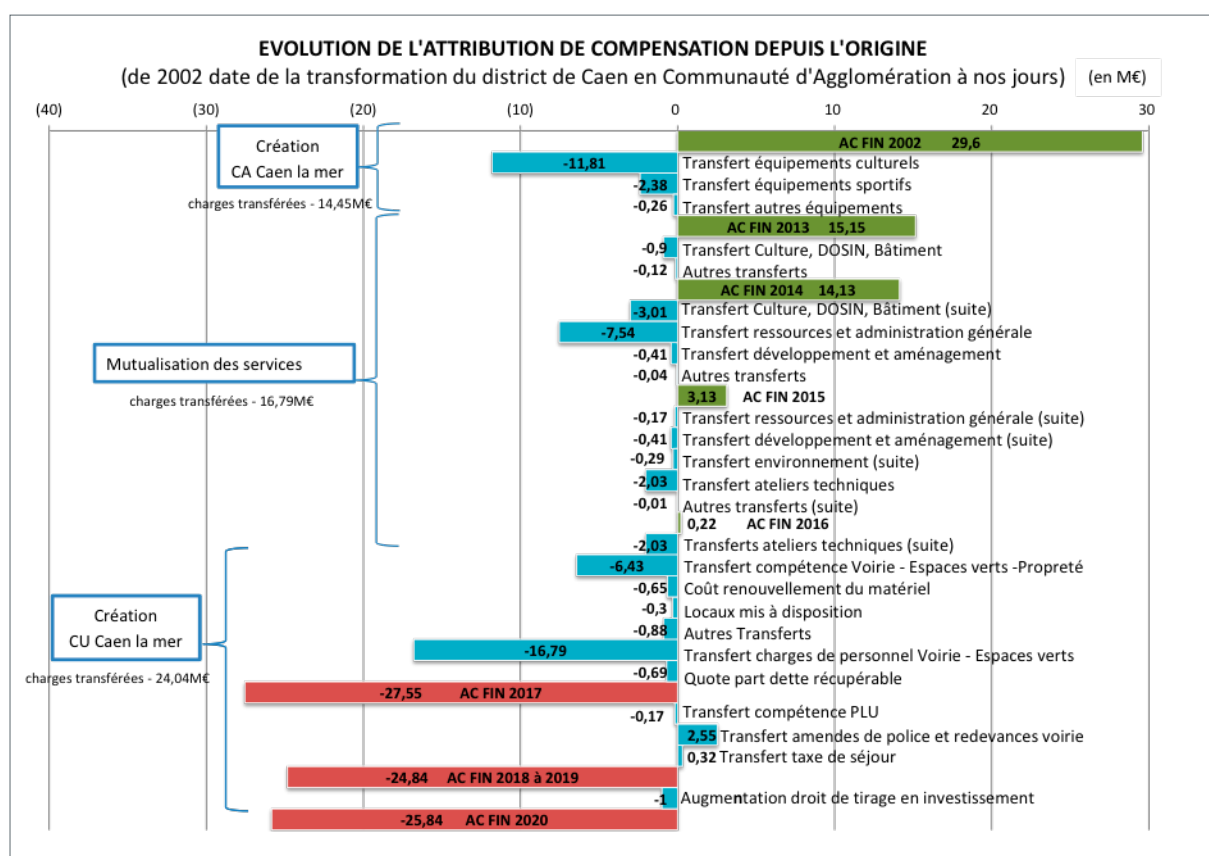 EVOLUTION DE L'ATTRIBUTION DE COMPENSATION DEPUIS L'ORIGINE
(de 2002 date de la transformation du district de Caen en Communauté d'Agglomération à nos jours) (en M€)
(40) (30) (20) (10) 0 10 20 30
AC FIN 2002 29,6
Création
CA Caen la mer
charges transférées - 14,45M€
-11,81 Transfert équipements culturels
-2,38 Transfert équipements sportifs
-0,26 Transfert autres équipements
AC FIN 2013 15,15
-0,9 Transfert Culture, DOSIN, Bâtiment
-0,12 Autres transferts
AC FIN 2014 14,13
-3,01 Transfert Culture, DOSIN, Bâtiment (suite)
-7,54 Transfert ressources et administration générale
-0,41 Transfert développement et aménagement
-0,04 Autres transferts
Mutualisation des services
charges transférées - 16,79M€
3,13 AC FIN 2015
-0,17 Transfert ressources et administration générale (suite)
-0,41 Transfert développement et aménagement (suite)
-0,29 Transfert environnement (suite)
-2,03 Transfert ateliers techniques
-0,01 Autres transferts (suite)
0,22 AC FIN 2016
-2,03 Transferts ateliers techniques (suite)
-6,43 Transfert compétence Voirie - Espaces verts -Propreté
-0,65 Coût renouvellement du matériel
-0,3 Locaux mis à disposition
-0,88 Autres Transferts
-16,79 Transfert charges de personnel Voirie - Espaces verts
-0,69 Quote part dette récupérable
Création
CU Caen la mer
charges transférées - 24,04M€
-27,55 AC FIN 2017
-0,17 Transfert compétence PLU
2,55 Transfert amendes de police et redevances voirie
0,32 Transfert taxe de séjour
-24,84 AC FIN 2018 à 2019
-1 Augmentation droit de tirage en investissement
-25,84 AC FIN 2020